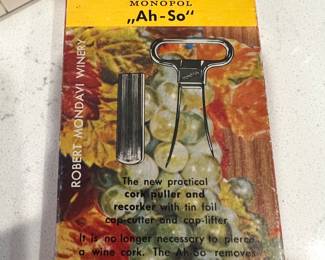 MONOPOL
„Ah-So“
ROBERT MONDAVI WINERY
The new practical
cork puller and
recorker with tin foil
cap-cutter and cap-lifter
It is no longer necessary to pierce
a wine cork. The Ah-So removes